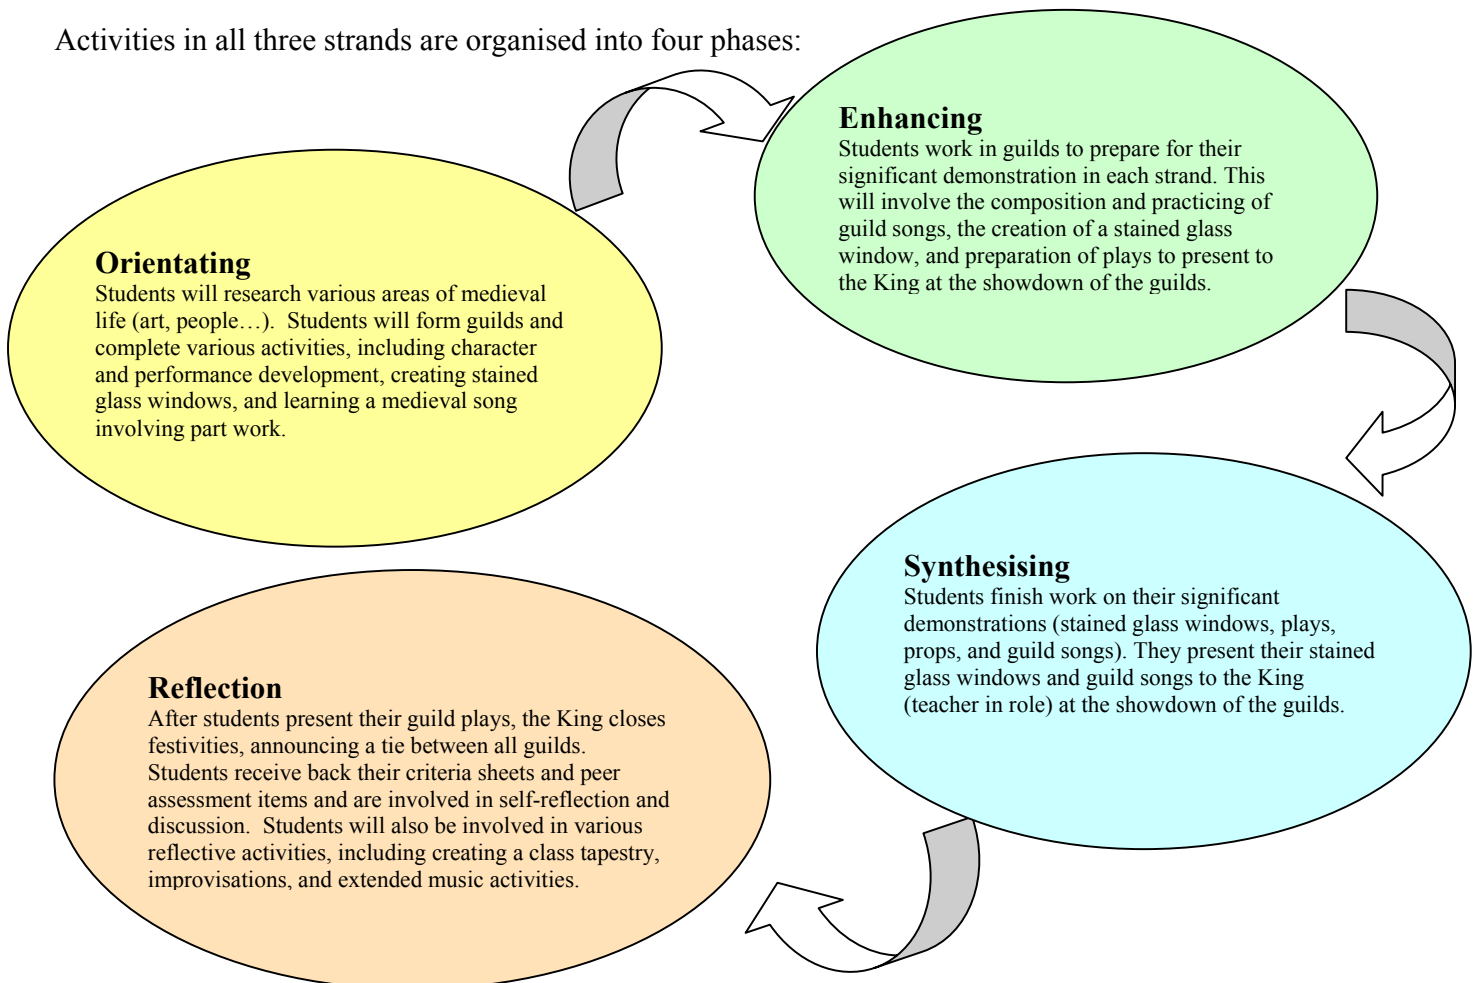 Activities in all three strands are organised into four phases:
Orientating
Students will research various areas of medieval
life (art, people…).  Students will form guilds and
complete various activities, including character
and performance development, creating stained
glass windows, and learning a medieval song
involving part work.
Enhancing
Students work in guilds to prepare for their
significant demonstration in each strand. This
will involve the composition and practicing of
guild songs, the creation of a stained glass
window, and preparation of plays to present to
the King at the showdown of the guilds.
Synthesising
Students finish work on their significant
demonstrations (stained glass windows, plays,
props, and guild songs). They present their stained
glass windows and guild songs to the King
(teacher in role) at the showdown of the guilds.
Reflection
After students present their guild plays, the King closes
festivities, announcing a tie between all guilds.
Students receive back their criteria sheets and peer
assessment items and are involved in self-reflection and
discussion.  Students will also be involved in various
reflective activities, including creating a class tapestry,
improvisations, and extended music activities.